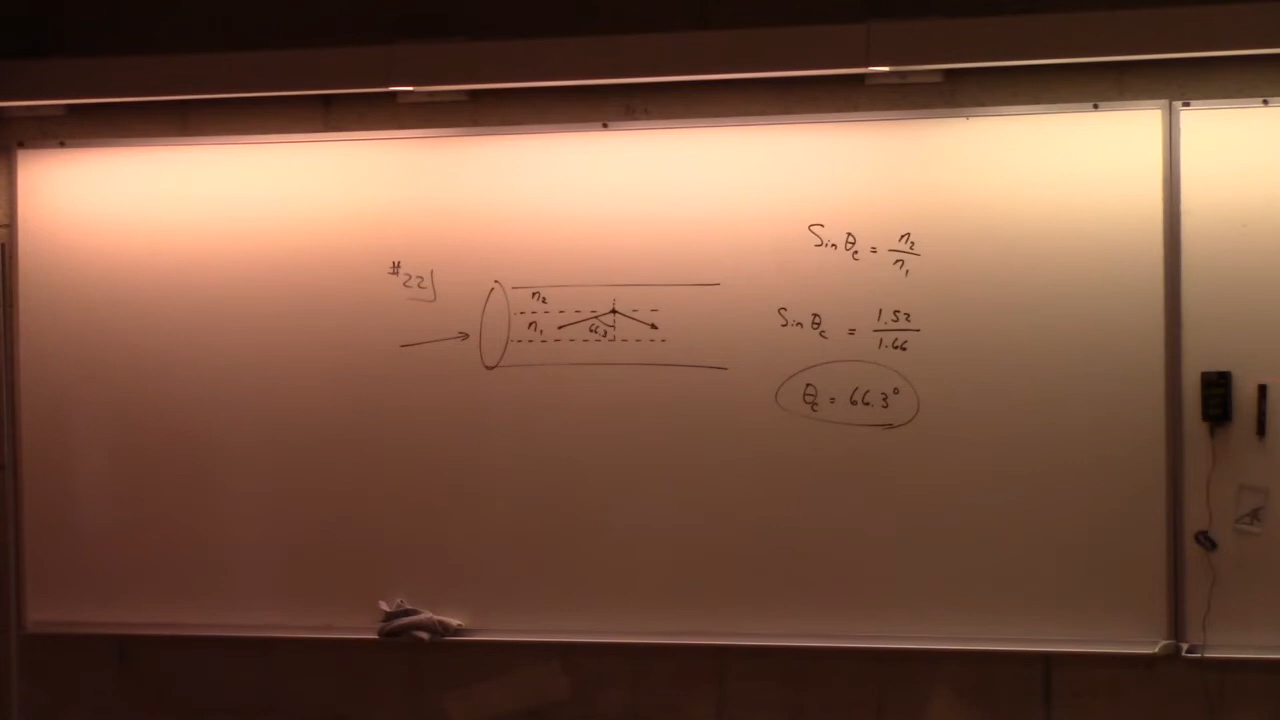 #22)
n₂
n₁
66.3
Sin θc = n₂/n₁
Sin θc = 1.52/1.66
θc = 66.3°